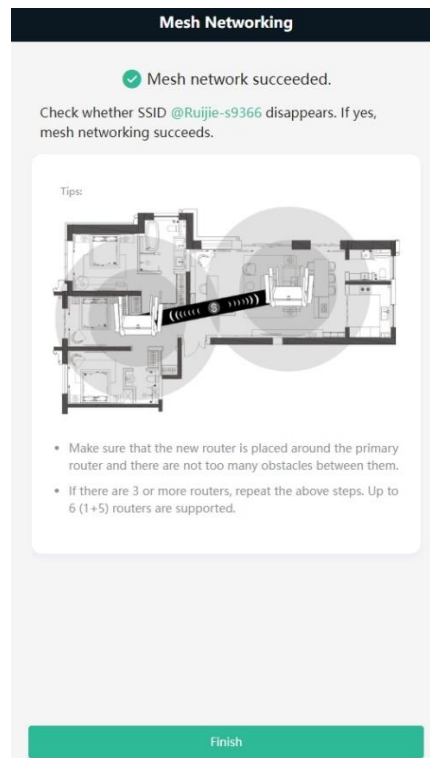 Mesh Networking
Mesh network succeeded.
Check whether SSID @Ruijie-s9366 disappears. If yes,
mesh networking succeeds.
Tips:
• Make sure that the new router is placed around the primary
router and there are not too many obstacles between them.
• If there are 3 or more routers, repeat the above steps. Up to
6 (1+5) routers are supported.
Finish